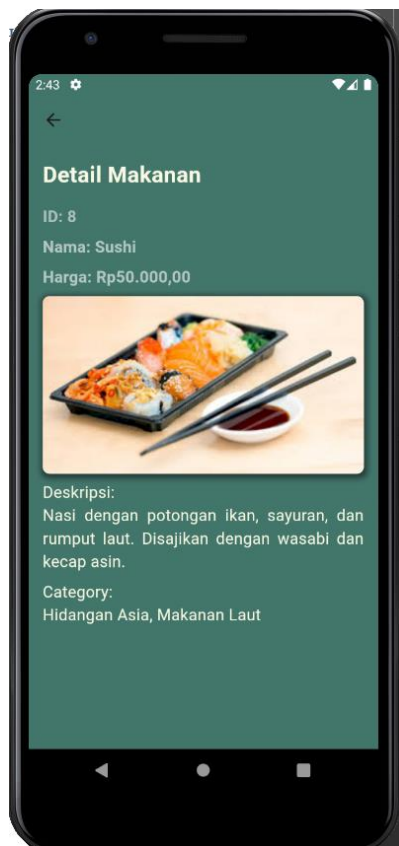 2:43
Detail Makanan
ID: 8
Nama: Sushi
Harga: Rp50.000,00
Deskripsi:
Nasi dengan potongan ikan, sayuran, dan
rumput laut. Disajikan dengan wasabi dan
kecap asin.
Category:
Hidangan Asia, Makanan Laut